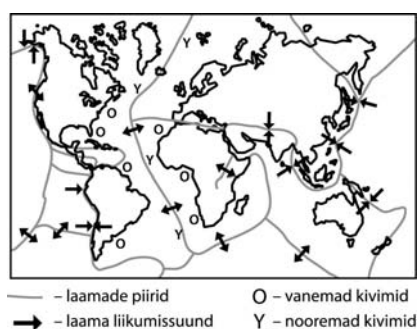 Y
Y
O
O
O
O
Y
O
O
O
Y
O
– laamade piirid
O – vanemad kivimid
– laama liikumissuund
Y – nooremad kivimid